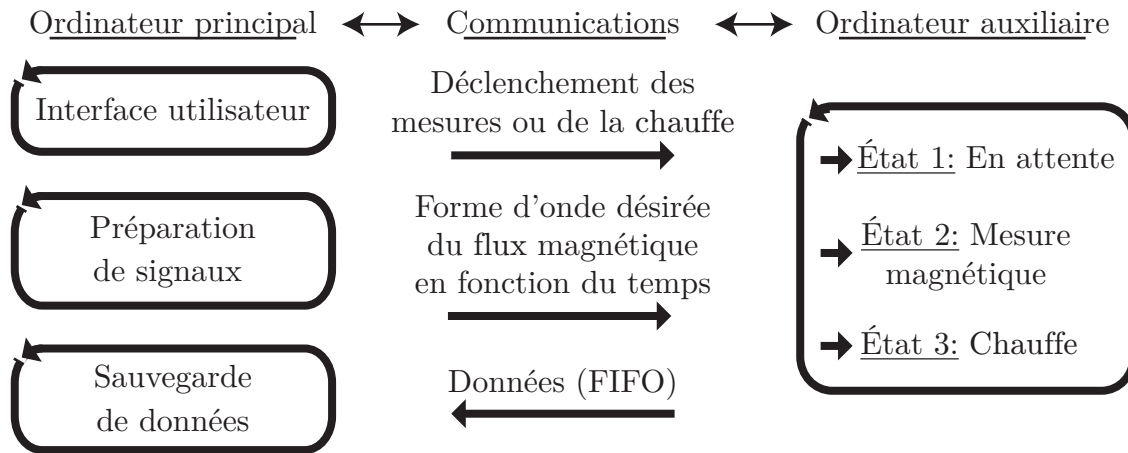 Ordinateur principal
Communications
Ordinateur auxiliaire
Interface utilisateur
Préparation
de signaux
Sauvegarde
de données
Déclenchement des
mesures ou de la chauffe
Forme d'onde désirée
du flux magnétique
en fonction du temps
Données (FIFO)
État 1: En attente
État 2: Mesure
magnétique
État 3: Chauffe